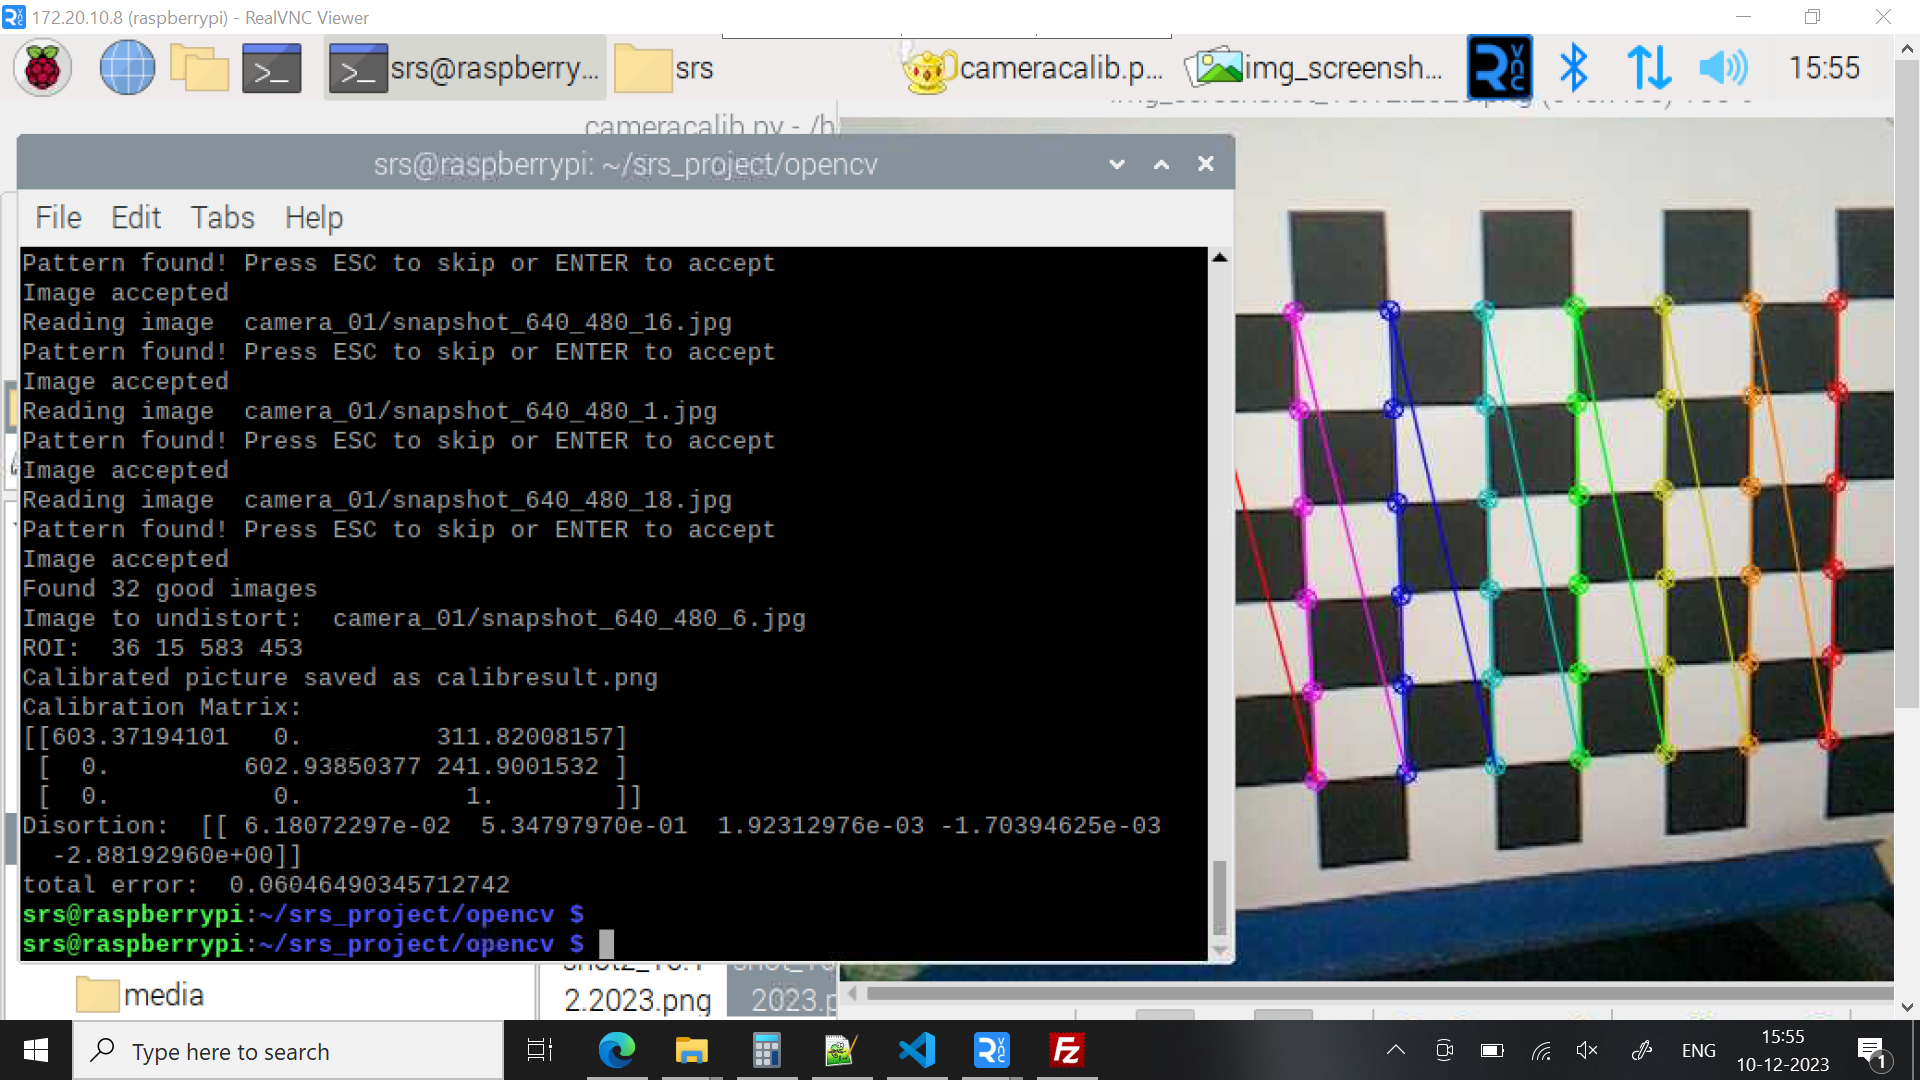 172.20.10.8 (raspberrypi) - RealVNC Viewer
srs@raspberry...
srs
cameracalib.p...
img_screensh...
15:55
cameracalib.py - /h
srs@raspberrypi: ~/srs_project/opencv
File Edit Tabs Help
Pattern found! Press ESC to skip or ENTER to accept
Image accepted
Reading image  camera_01/snapshot_640_480_16.jpg
Pattern found! Press ESC to skip or ENTER to accept
Image accepted
Reading image  camera_01/snapshot_640_480_1.jpg
Pattern found! Press ESC to skip or ENTER to accept
Image accepted
Reading image  camera_01/snapshot_640_480_18.jpg
Pattern found! Press ESC to skip or ENTER to accept
Image accepted
Found 32 good images
Image to undistort:  camera_01/snapshot_640_480_6.jpg
ROI:  36 15 583 453
Calibrated picture saved as calibresult.png
Calibration Matrix:
[[603.37194101   0.         311.82008157]
 [  0.         602.93850377 241.9001532 ]
 [  0.           0.           1.        ]]
Disortion:  [[ 6.18072297e-02  5.34797970e-01  1.92312976e-03 -1.70394625e-03
  -2.88192960e+00]]
total error:  0.06046490345712742
srs@raspberrypi:~/srs_project/opencv $
srs@raspberrypi:~/srs_project/opencv $
media
2.2023.png
2023.p
Type here to search
ENG
15:55
10-12-2023
1